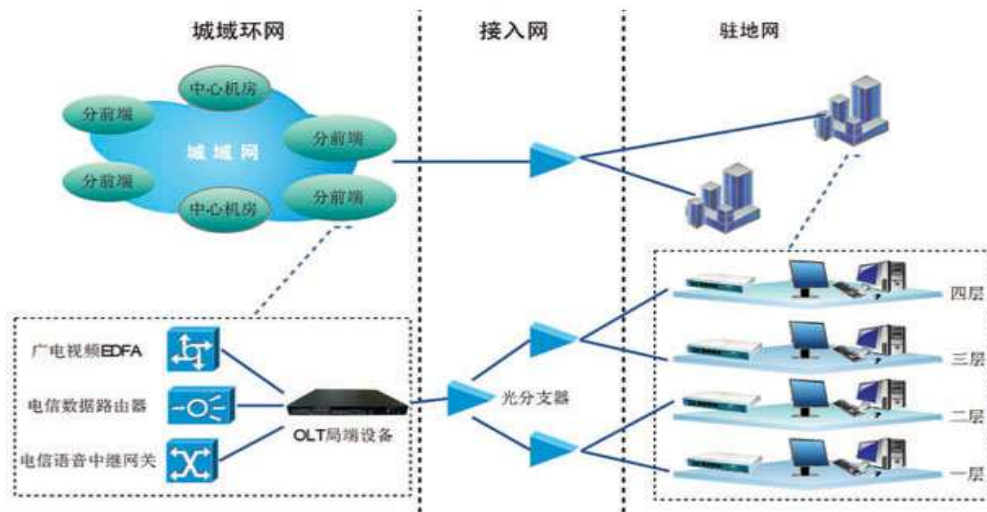 城域环网
接入网
驻地网
中心机房
分前端
分前端
城域网
分前端
分前端
中心机房
四层
广电视频EDFA
三层
电信数据路由器
光分支器
二层
OLT局端设备
电信语音中继网关
一层